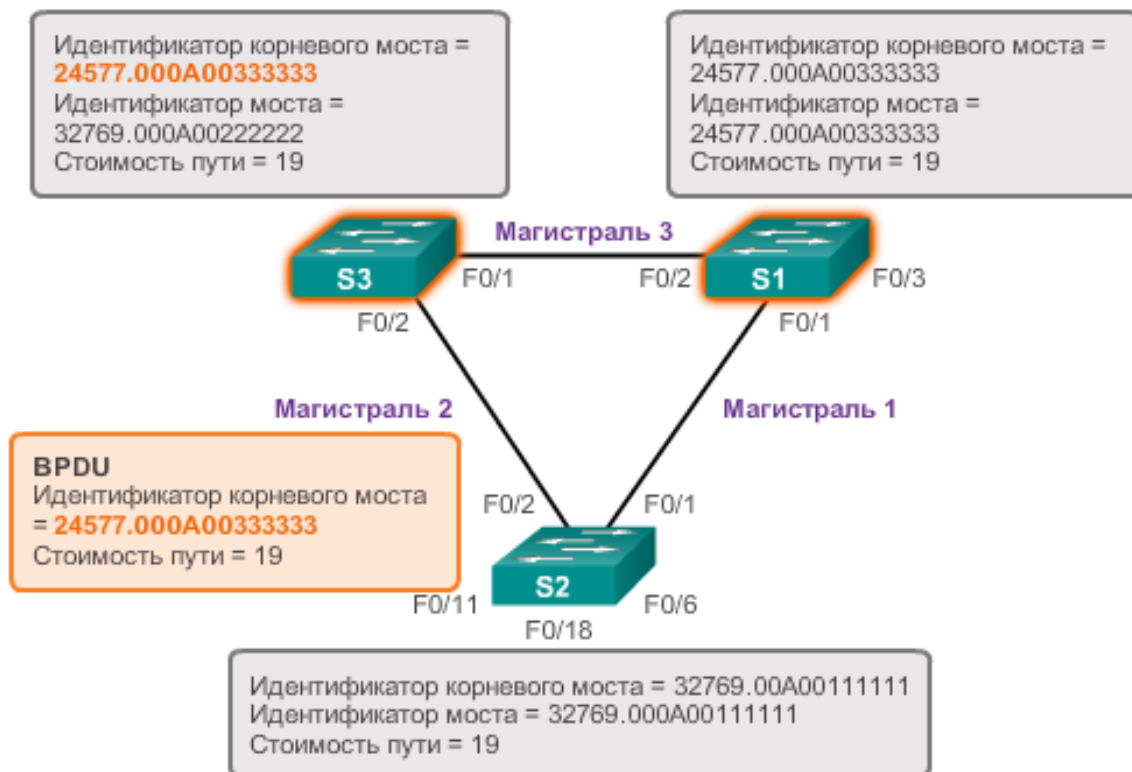 Идентификатор корневого моста =
24577.000A00333333
Идентификатор моста =
32769.000A00222222
Стоимость пути = 19
Идентификатор корневого моста =
24577.000A00333333
Идентификатор моста =
24577.000A00333333
Стоимость пути = 19
Магистраль 3
S3
F0/1
F0/2
S1
F0/3
F0/2
F0/1
Магистраль 2
Магистраль 1
BPDU
Идентификатор корневого моста
= 24577.000A00333333
Стоимость пути = 19
F0/2
F0/1
S2
F0/11
F0/6
F0/18
Идентификатор корневого моста = 32769.00A00111111
Идентификатор моста = 32769.000A00111111
Стоимость пути = 19